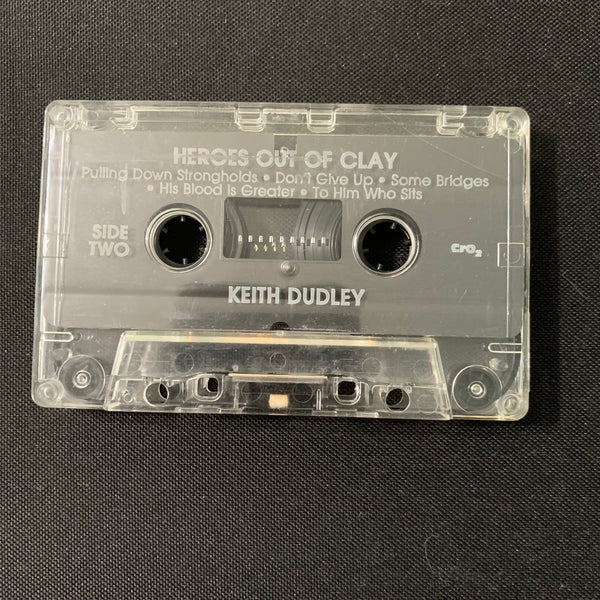 HEROES OUT OF CLAY
Pulling Down Strongholds • Don't Give Up • Some Bridges
• His Blood Is Greater • To Him Who Sits
SIDE
TWO
CrO2
KEITH DUDLEY